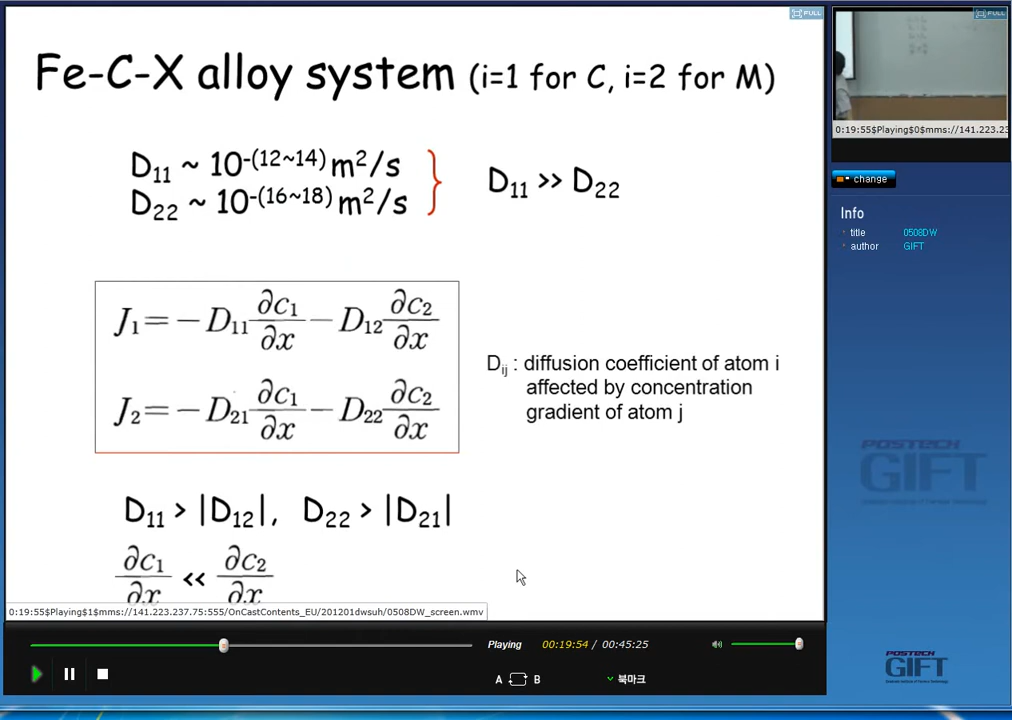 FULL
FULL
Fe-C-X alloy system (i=1 for C, i=2 for M)
D₁₁ ~ 10⁻⁽¹²~¹⁴⁾ m²/s
D₂₂ ~ 10⁻⁽¹⁶~¹⁸⁾ m²/s
D₁₁ >> D₂₂
J₁ = − D₁₁ ∂c₁/∂x − D₁₂ ∂c₂/∂x
J₂ = − D₂₁ ∂c₁/∂x − D₂₂ ∂c₂/∂x
Dᵢⱼ : diffusion coefficient of atom i
affected by concentration
gradient of atom j
D₁₁ > |D₁₂|, D₂₂ > |D₂₁|
∂c₁/∂x << ∂c₂/∂x
0:19:55$Playing$1$mms://141.223.237.75:555/OnCastContents_EU/201201dwsuh/0508DW_screen.wmv
Playing 00:19:54 / 00:45:25
A B 북마크
0:19:55$Playing$0$mms://141.223.23
change
Info
title 0508DW
author GIFT
POSTECH
GIFT
POSTECH
GIFT